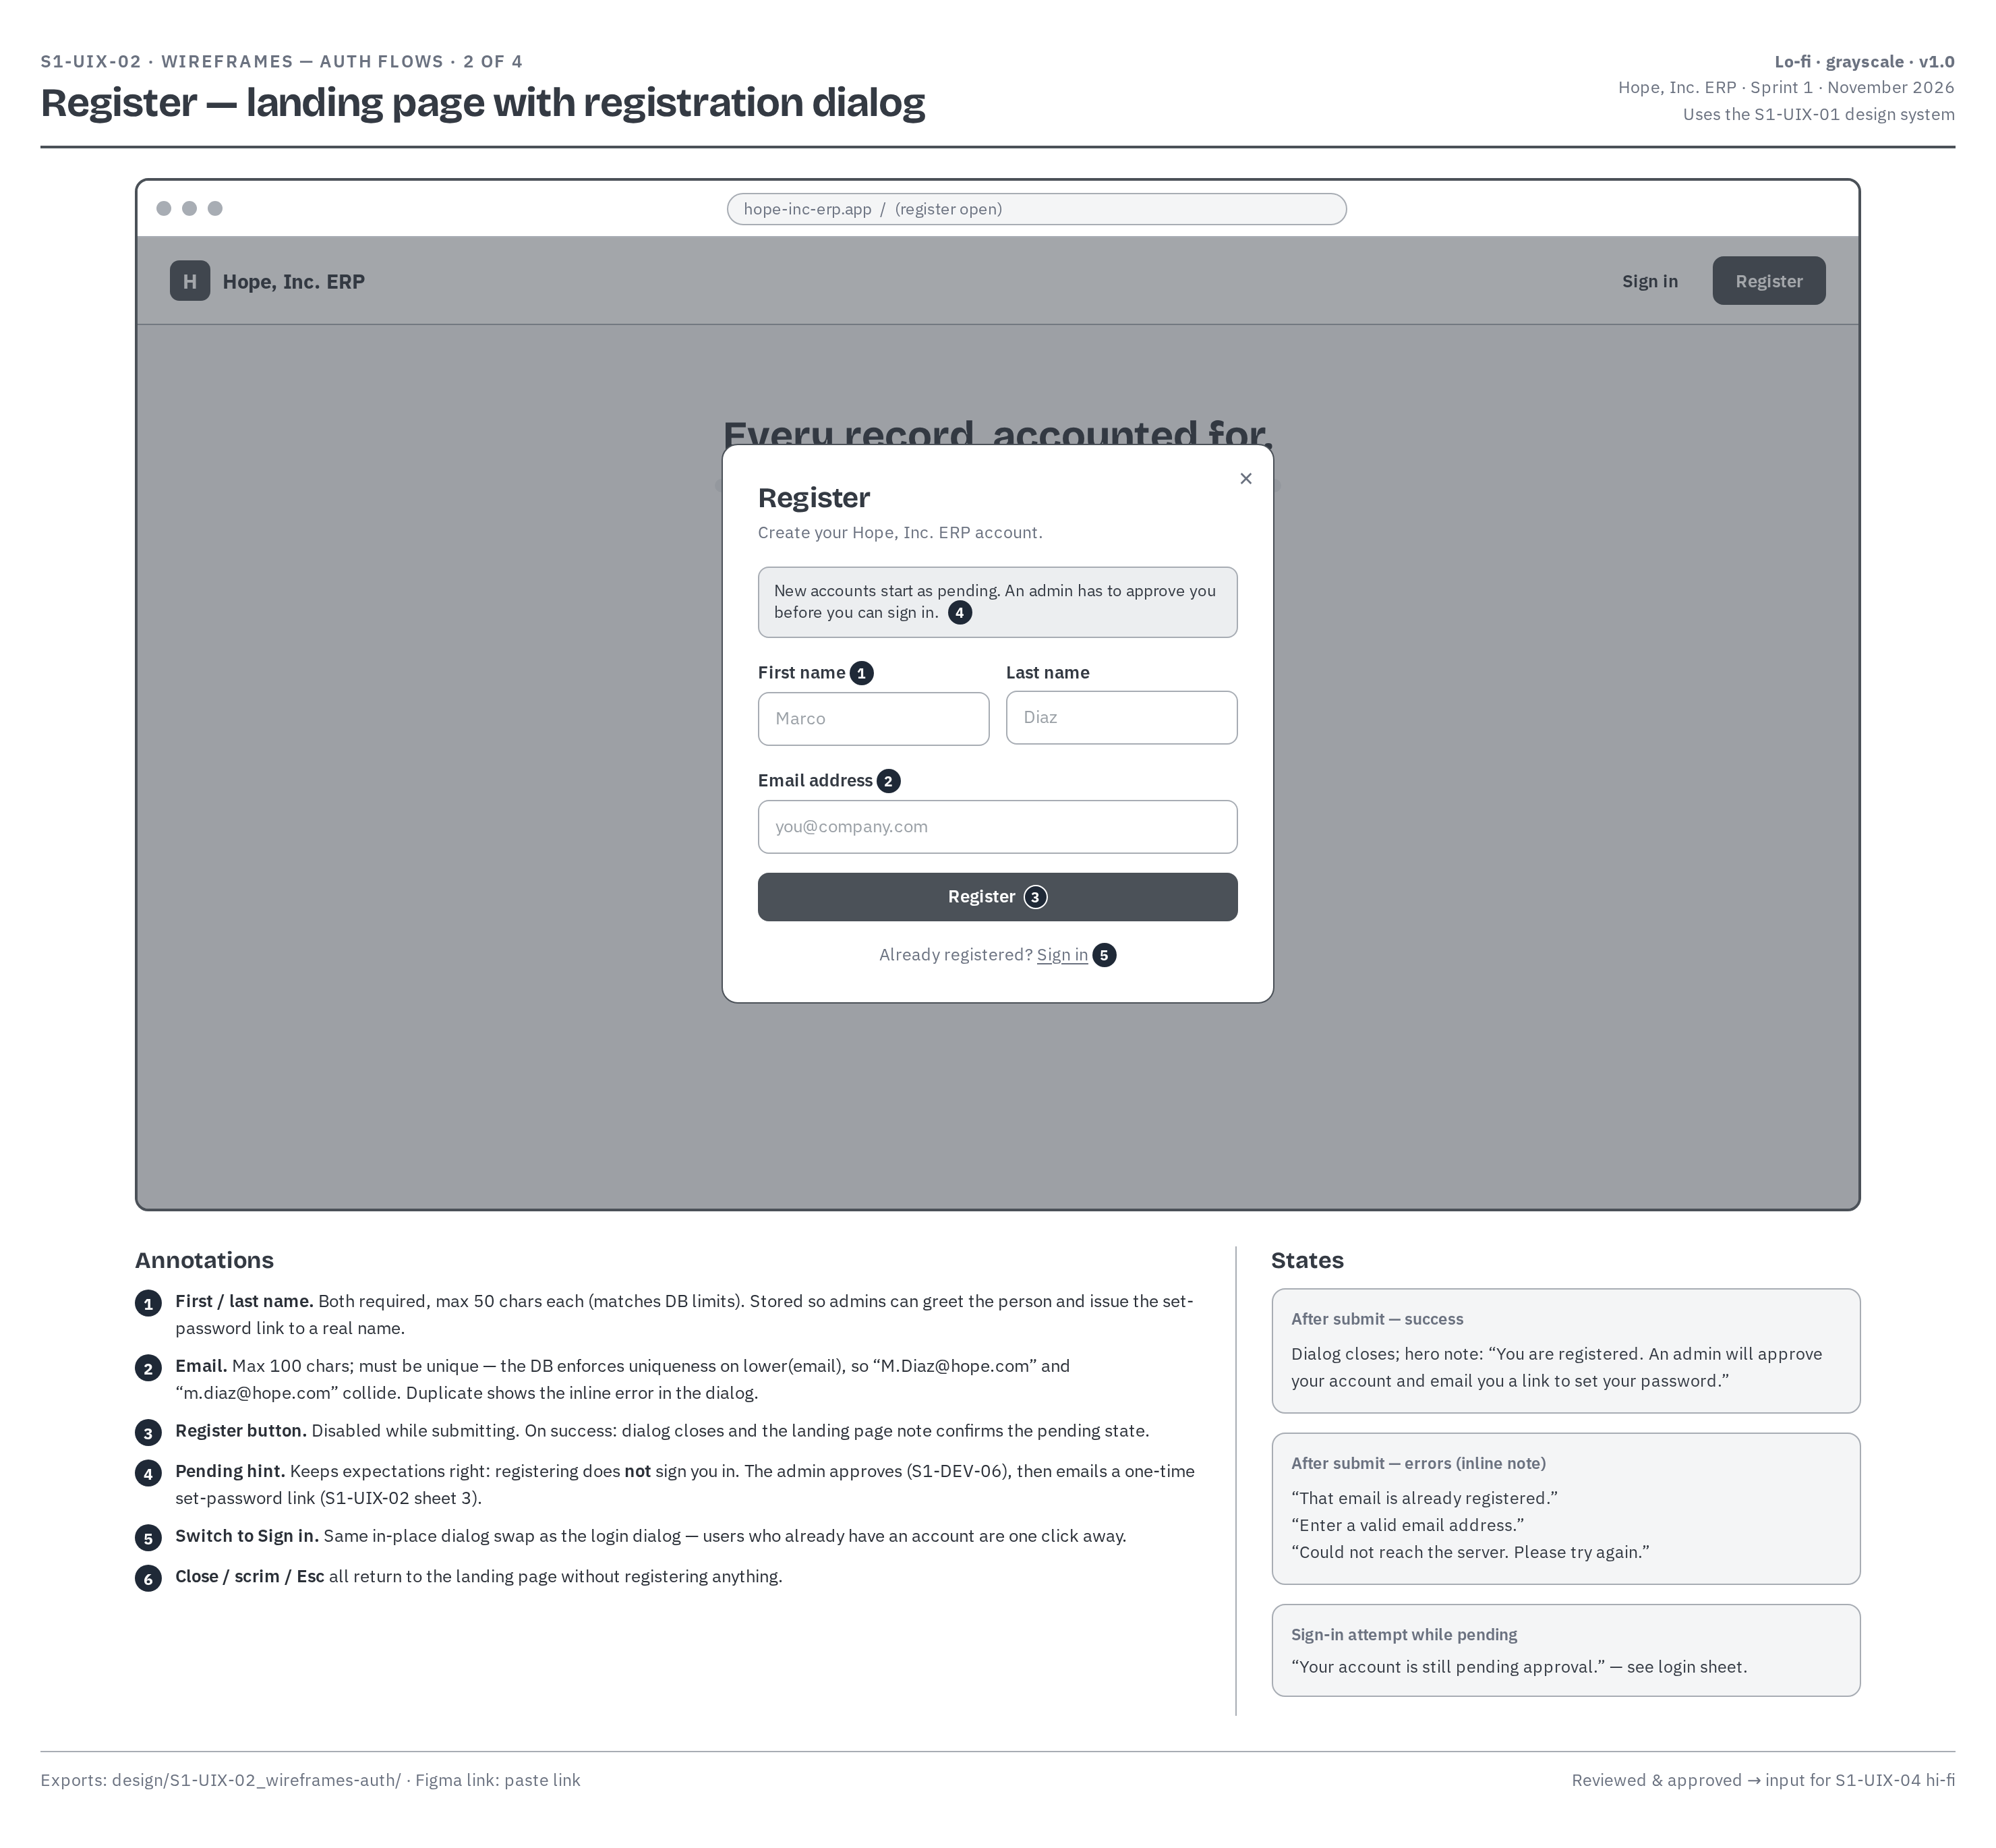 S1-UIX-02 · WIREFRAMES — AUTH FLOWS · 2 OF 4
Register — landing page with registration dialog
Lo-fi · grayscale · v1.0
Hope, Inc. ERP · Sprint 1 · November 2026
Uses the S1-UIX-01 design system
hope-inc-erp.app / (register open)
H
Hope, Inc. ERP
Sign in
Register
Every record, accounted for.
×
Register
Create your Hope, Inc. ERP account.
New accounts start as pending. An admin has to approve you
before you can sign in. 4
First name 1
Last name
Marco
Diaz
Email address 2
you@company.com
Register 3
Already registered? Sign in 5
Annotations
1 First / last name. Both required, max 50 chars each (matches DB limits). Stored so admins can greet the person and issue the set-
password link to a real name.
2 Email. Max 100 chars; must be unique — the DB enforces uniqueness on lower(email), so “M.Diaz@hope.com” and
“m.diaz@hope.com” collide. Duplicate shows the inline error in the dialog.
3 Register button. Disabled while submitting. On success: dialog closes and the landing page note confirms the pending state.
4 Pending hint. Keeps expectations right: registering does not sign you in. The admin approves (S1-DEV-06), then emails a one-time
set-password link (S1-UIX-02 sheet 3).
5 Switch to Sign in. Same in-place dialog swap as the login dialog — users who already have an account are one click away.
6 Close / scrim / Esc all return to the landing page without registering anything.
States
After submit — success
Dialog closes; hero note: “You are registered. An admin will approve
your account and email you a link to set your password.”
After submit — errors (inline note)
“That email is already registered.”
“Enter a valid email address.”
“Could not reach the server. Please try again.”
Sign-in attempt while pending
“Your account is still pending approval.” — see login sheet.
Exports: design/S1-UIX-02_wireframes-auth/ · Figma link: paste link
Reviewed & approved → input for S1-UIX-04 hi-fi